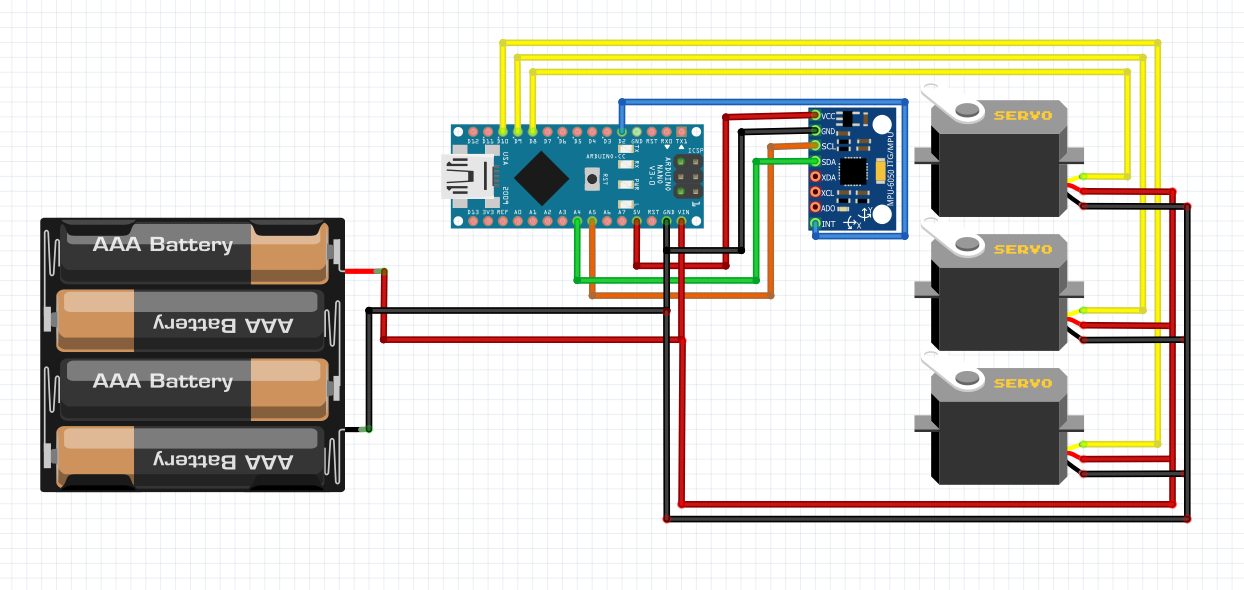 D12 D11 D10 D9 D8 D7 D6 D5 D4 D3 D2 GND RST RX0 TX1
USA
2009
ARDUINO.CC
RST
TX
RX
PWR
L
ARDUINO
NANO
V3.0
ICSP
1
D13 3V3 REF A0 A1 A2 A3 A4 A5 A6 A7 5V RST GND VIN
VCC
GND
SCL
SDA
XDA
XCL
ADO
INT
MPU-6050 ITG/MPU
Y
X
SERVO
SERVO
SERVO
AAA Battery
AAA Battery
AAA Battery
AAA Battery